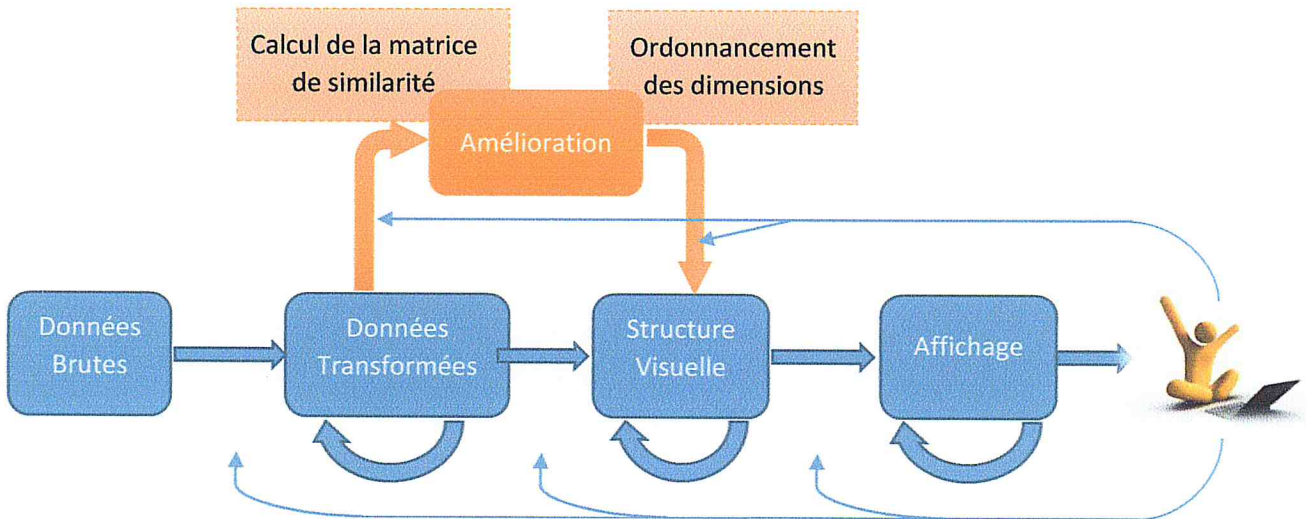 Calcul de la matrice
de similarité
Ordonnancement
des dimensions
Amélioration
Données
Brutes
Données
Transformées
Structure
Visuelle
Affichage